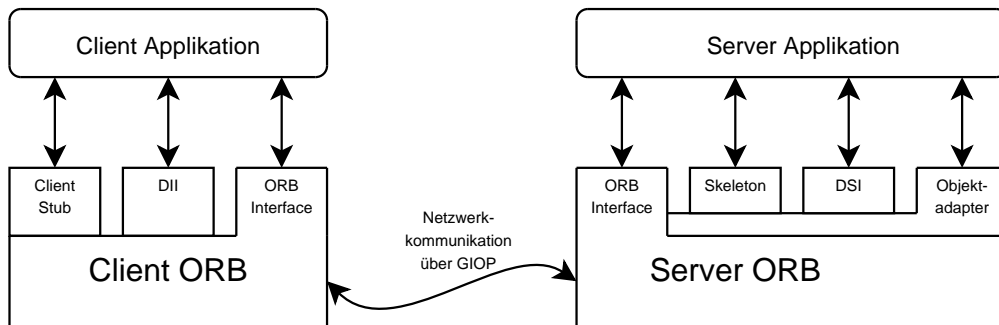 Client Applikation
Server Applikation
Client
Stub
DII
ORB
Interface
ORB
Interface
Skeleton
DSI
Objekt-
adapter
Netzwerk-
kommunikation
über GIOP
Client ORB
Server ORB